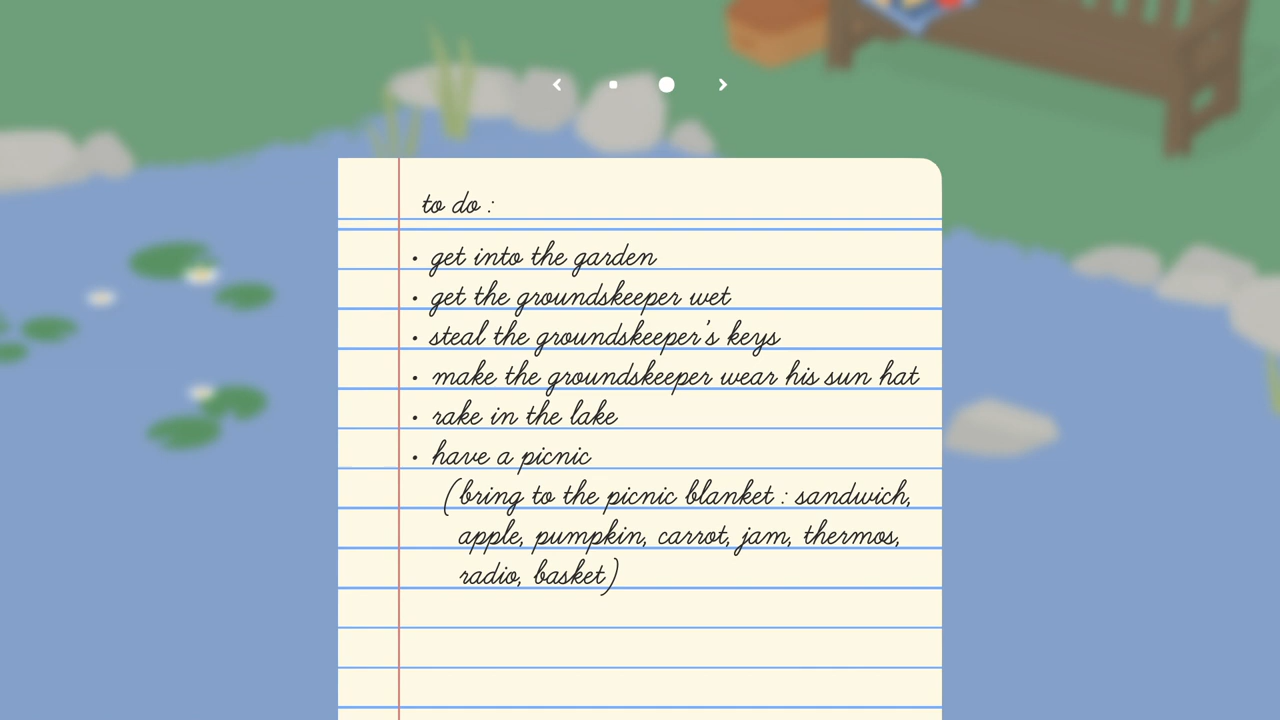 to do :
• get into the garden
• get the groundskeeper wet
• steal the groundskeeper's keys
• make the groundskeeper wear his sun hat
• rake in the lake
• have a picnic
(bring to the picnic blanket : sandwich,
apple, pumpkin, carrot, jam, thermos,
radio, basket)